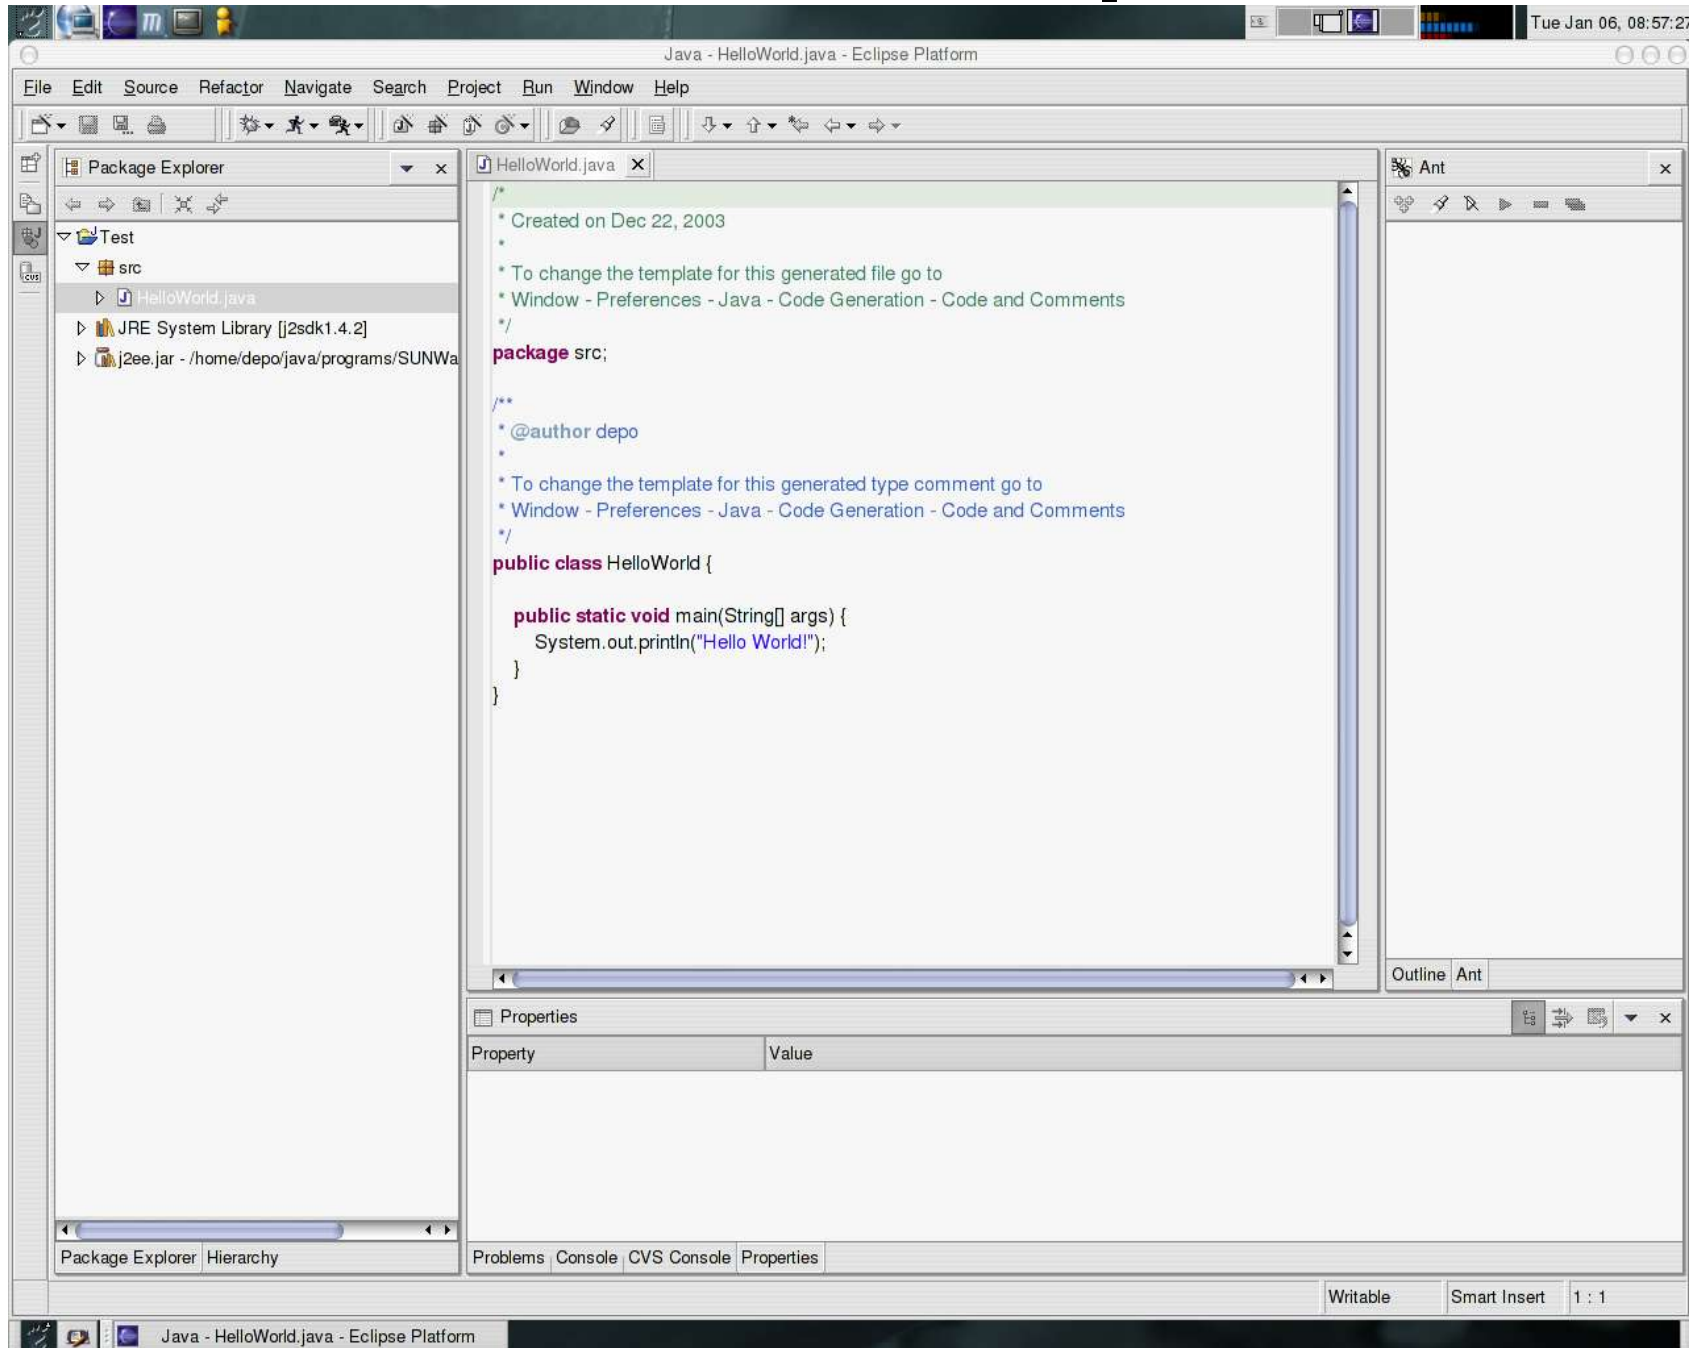 Tue Jan 06, 08:57:27
Java - HelloWorld.java - Eclipse Platform
File Edit Source Refactor Navigate Search Project Run Window Help
Package Explorer
Test
src
HelloWorld.java
JRE System Library [j2sdk1.4.2]
j2ee.jar - /home/depo/java/programs/SUNWa
Package Explorer Hierarchy
HelloWorld.java
/*
* Created on Dec 22, 2003
*
* To change the template for this generated file go to
* Window - Preferences - Java - Code Generation - Code and Comments
*/
package src;
/**
* @author depo
*
* To change the template for this generated type comment go to
* Window - Preferences - Java - Code Generation - Code and Comments
*/
public class HelloWorld {
public static void main(String[] args) {
System.out.println("Hello World!");
}
}
Ant
Outline Ant
Properties
Property Value
Problems Console CVS Console Properties
Writable Smart Insert 1 : 1
Java - HelloWorld.java - Eclipse Platform